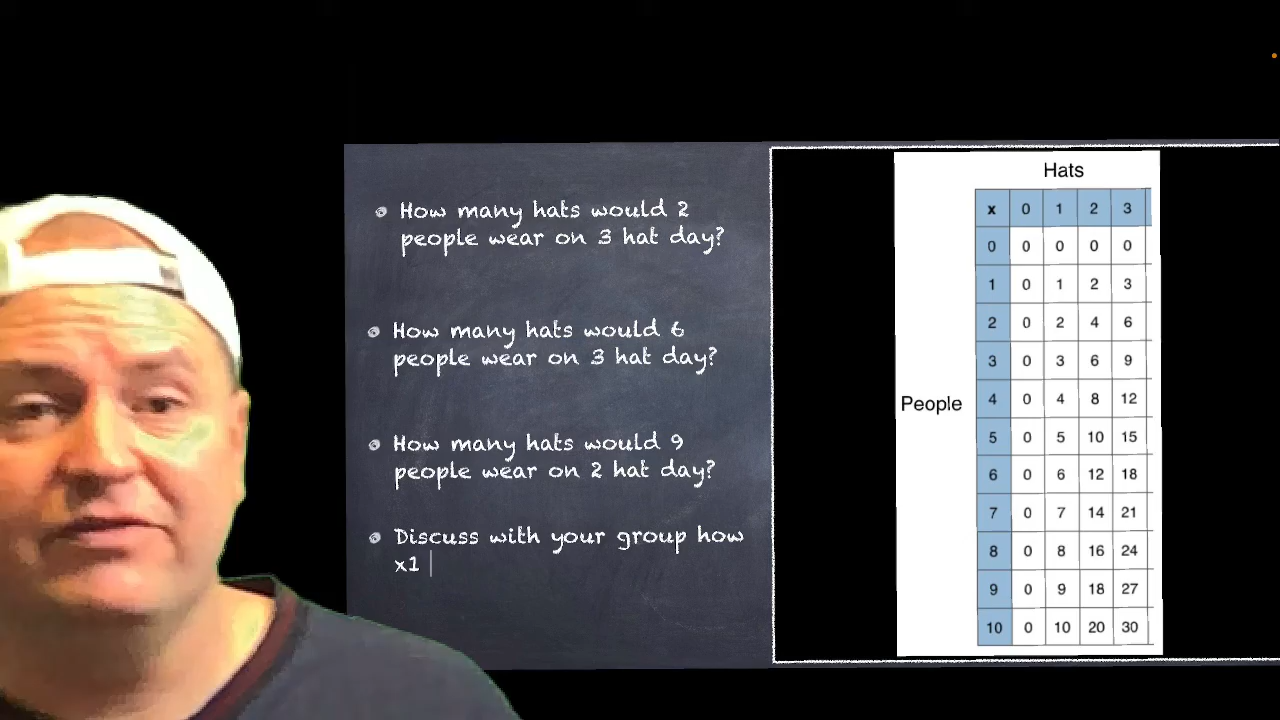 How many hats would 2
people wear on 3 hat day?
How many hats would 6
people wear on 3 hat day?
How many hats would 9
people wear on 2 hat day?
Discuss with your group how
x1
Hats
x 0 1 2 3
0 0 0 0 0
1 0 1 2 3
2 0 2 4 6
3 0 3 6 9
People
4 0 4 8 12
5 0 5 10 15
6 0 6 12 18
7 0 7 14 21
8 0 8 16 24
9 0 9 18 27
10 0 10 20 30